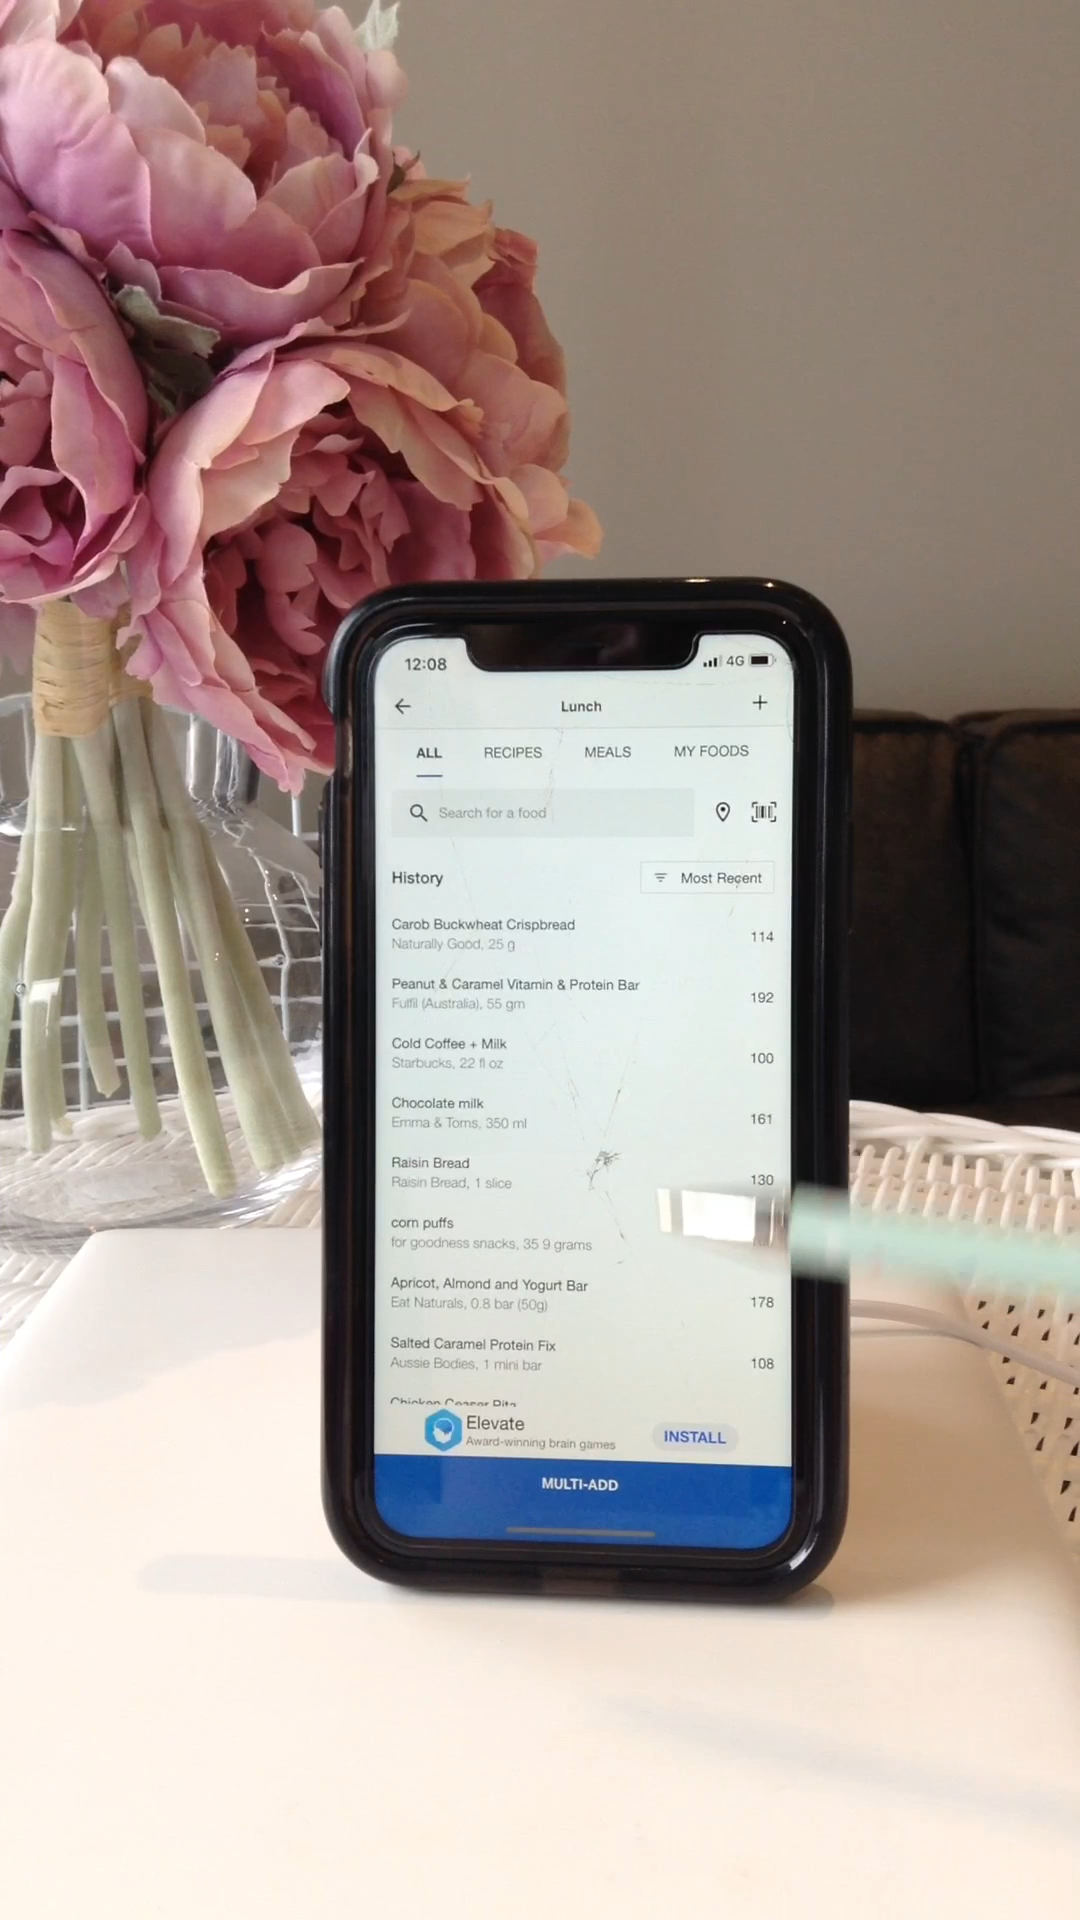 12:08
4G
Lunch
ALL RECIPES MEALS MY FOODS
Search for a food
History
Most Recent
Carob Buckwheat Crispbread
Naturally Good, 25 g
114
Peanut & Caramel Vitamin & Protein Bar
Fulfil (Australia), 55 gm
192
Cold Coffee + Milk
Starbucks, 22 fl oz
100
Chocolate milk
Emma & Toms, 350 ml
161
Raisin Bread
Raisin Bread, 1 slice
130
corn puffs
for goodness snacks, 35 9 grams
Apricot, Almond and Yogurt Bar
Eat Naturals, 0.8 bar (50g)
178
Salted Caramel Protein Fix
Aussie Bodies, 1 mini bar
108
Elevate
Award-winning brain games
INSTALL
MULTI-ADD